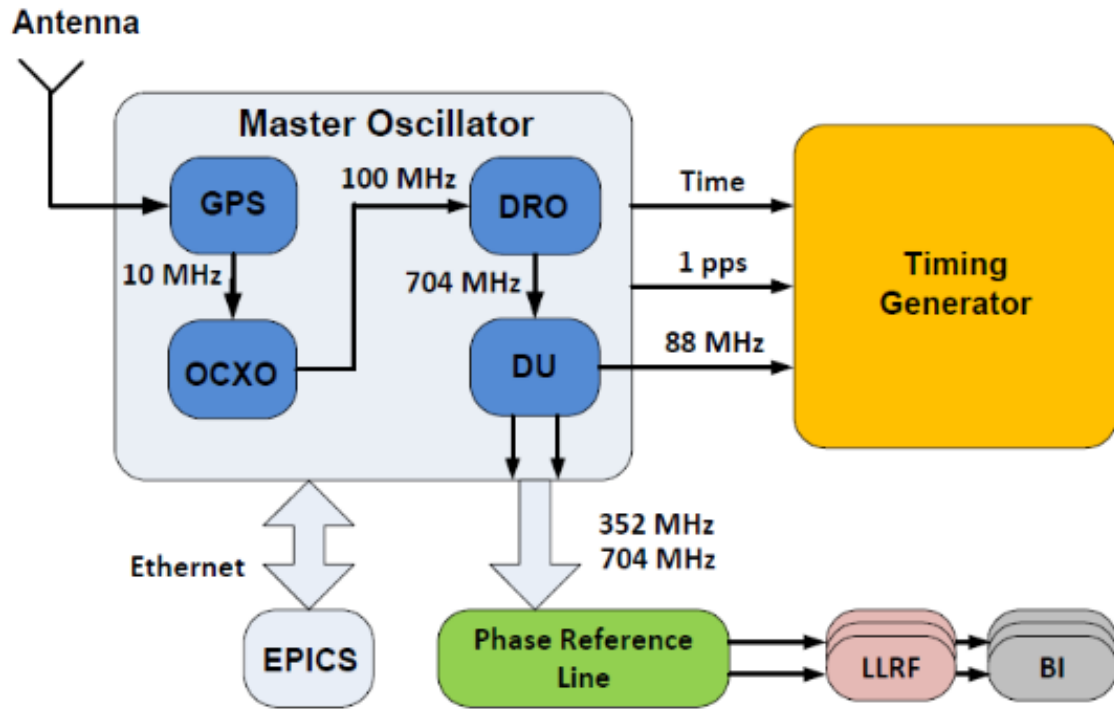 Antenna
Master Oscillator
GPS
100 MHz
DRO
Time
10 MHz
704 MHz
1 pps
Timing
Generator
OCXO
DU
88 MHz
Ethernet
352 MHz
704 MHz
EPICS
Phase Reference
Line
LLRF
BI